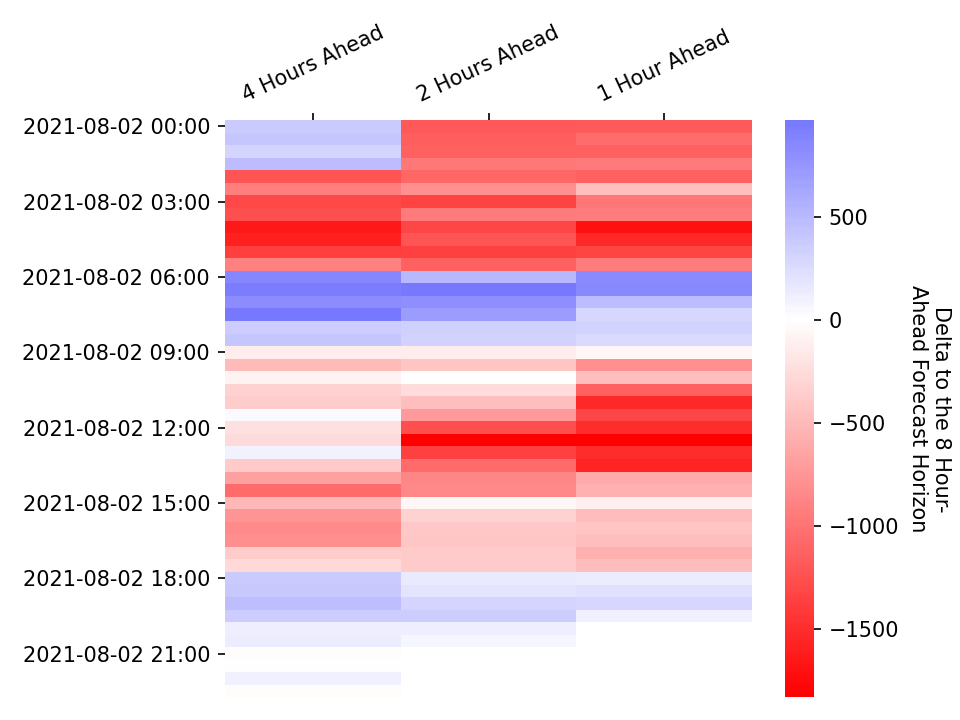 4 Hours Ahead
2 Hours Ahead
1 Hour Ahead
2021-08-02 00:00
2021-08-02 03:00
2021-08-02 06:00
2021-08-02 09:00
2021-08-02 12:00
2021-08-02 15:00
2021-08-02 18:00
2021-08-02 21:00
500
0
−500
−1000
−1500
Delta to the 8 Hour-
Ahead Forecast Horizon